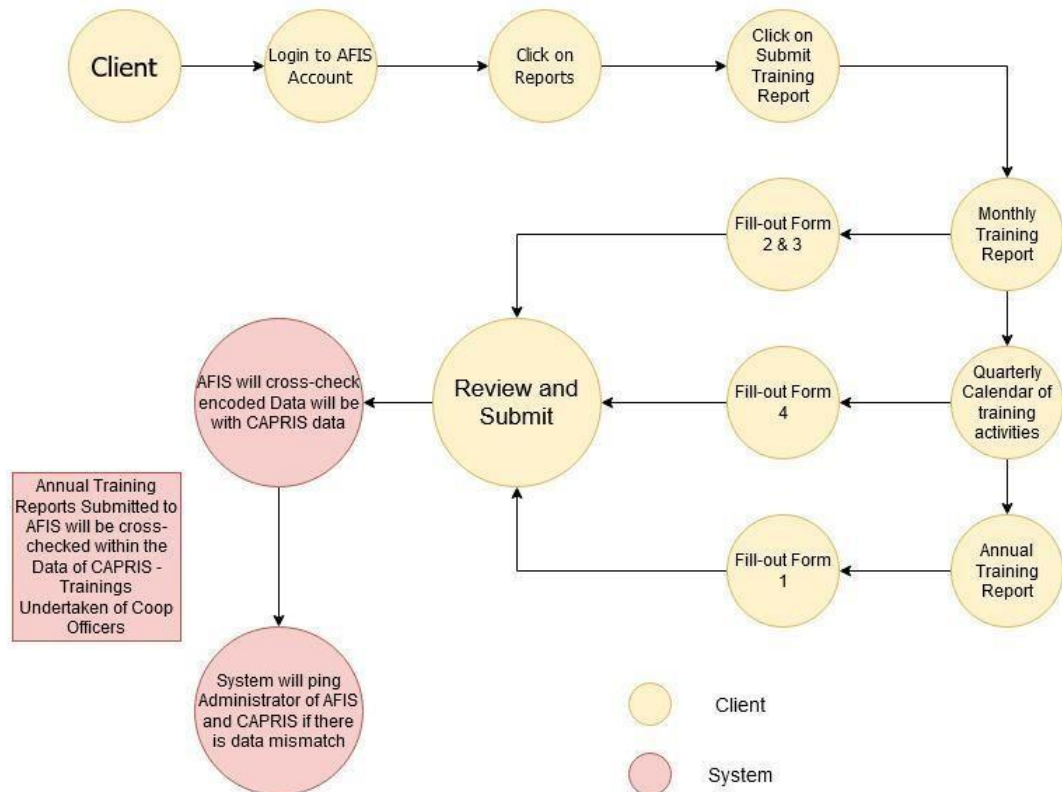 Client
Login to AFIS
Account
Click on
Reports
Click on
Submit
Training
Report
Monthly
Training
Report
Fill-out Form
2 & 3
Quarterly
Calendar of
training
activities
Fill-out Form
4
Annual
Training
Report
Fill-out Form
1
Review and
Submit
AFIS will cross-check
encoded Data will be
with CAPRIS data
Annual Training
Reports Submitted to
AFIS will be cross-
checked within the
Data of CAPRIS -
Trainings
Undertaken of Coop
Officers
System will ping
Administrator of AFIS
and CAPRIS if there
is data mismatch
Client
System